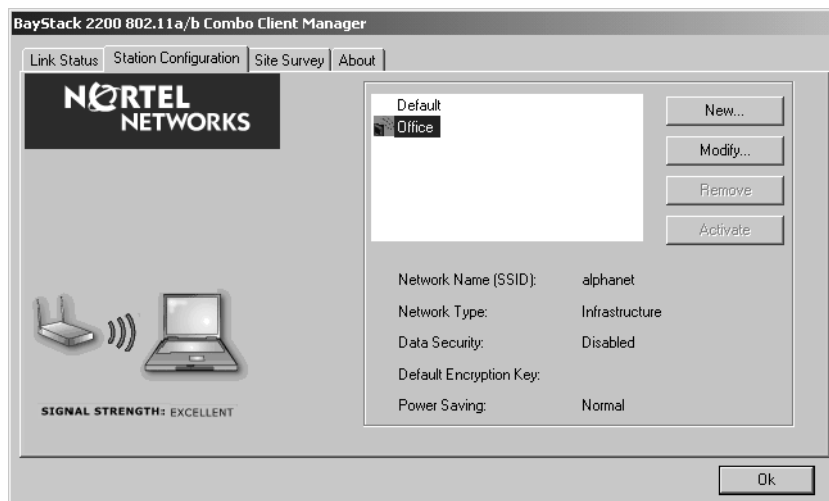 BayStack 2200 802.11a/b Combo Client Manager
Link Status
Station Configuration
Site Survey
About
NORTEL
NETWORKS
Default
Office
New...
Modify...
Remove
Activate
Network Name (SSID): alphanet
Network Type: Infrastructure
Data Security: Disabled
Default Encryption Key:
Power Saving: Normal
SIGNAL STRENGTH: EXCELLENT
Ok